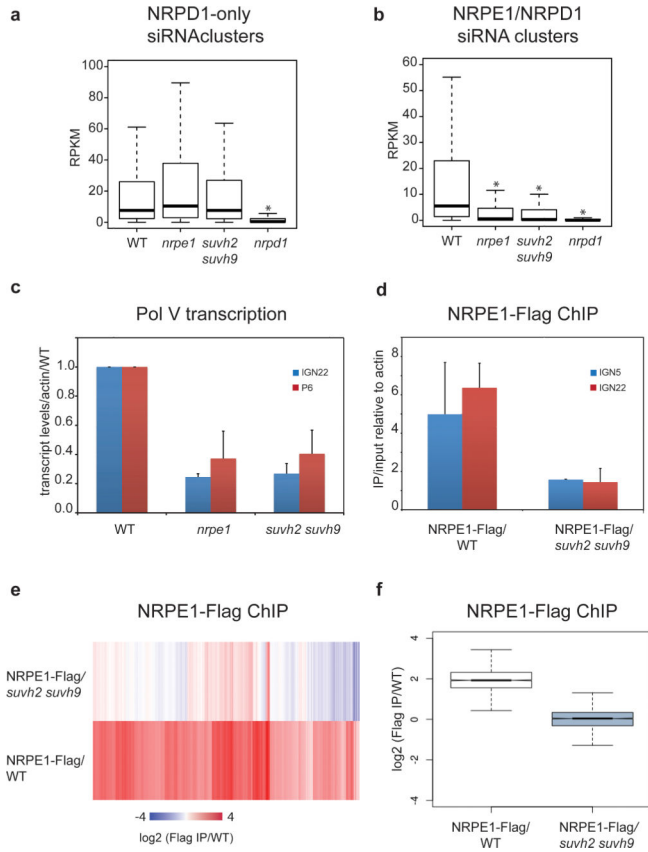 a
NRPD1-only
siRNAclusters
RPKM
100
80
60
40
20
0
*
WT
nrpe1
suvh2
suvh9
nrpd1
b
NRPE1/NRPD1
siRNA clusters
RPKM
60
50
40
30
20
10
0
* * *
WT
nrpe1
suvh2
suvh9
nrpd1
c
Pol V transcription
transcript levels/actin/WT
1.0
0.8
0.6
0.4
0.2
0.0
IGN22
P6
WT
nrpe1
suvh2 suvh9
d
NRPE1-Flag ChIP
IP/input relative to actin
8
6
4
2
0
IGN5
IGN22
NRPE1-Flag/
WT
NRPE1-Flag/
suvh2 suvh9
e
NRPE1-Flag ChIP
NRPE1-Flag/
suvh2 suvh9
NRPE1-Flag/
WT
-4 4
log2 (Flag IP/WT)
f
NRPE1-Flag ChIP
log2 (Flag IP/WT)
4
2
0
-2
-4
NRPE1-Flag/
WT
NRPE1-Flag/
suvh2 suvh9